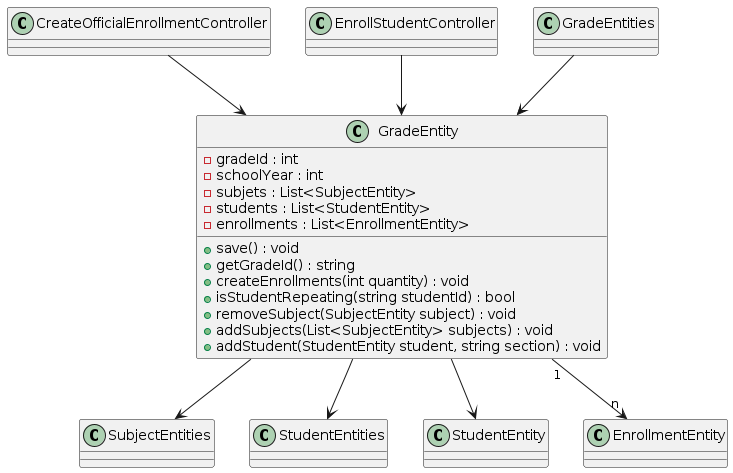 C CreateOfficialEnrollmentController
C EnrollStudentController
C GradeEntities
C GradeEntity
gradeId : int
schoolYear : int
subjets : List<SubjectEntity>
students : List<StudentEntity>
enrollments : List<EnrollmentEntity>
save() : void
getGradeId() : string
createEnrollments(int quantity) : void
isStudentRepeating(string studentId) : bool
removeSubject(SubjectEntity subject) : void
addSubjects(List<SubjectEntity> subjects) : void
addStudent(StudentEntity student, string section) : void
1
n
C SubjectEntities
C StudentEntities
C StudentEntity
C EnrollmentEntity